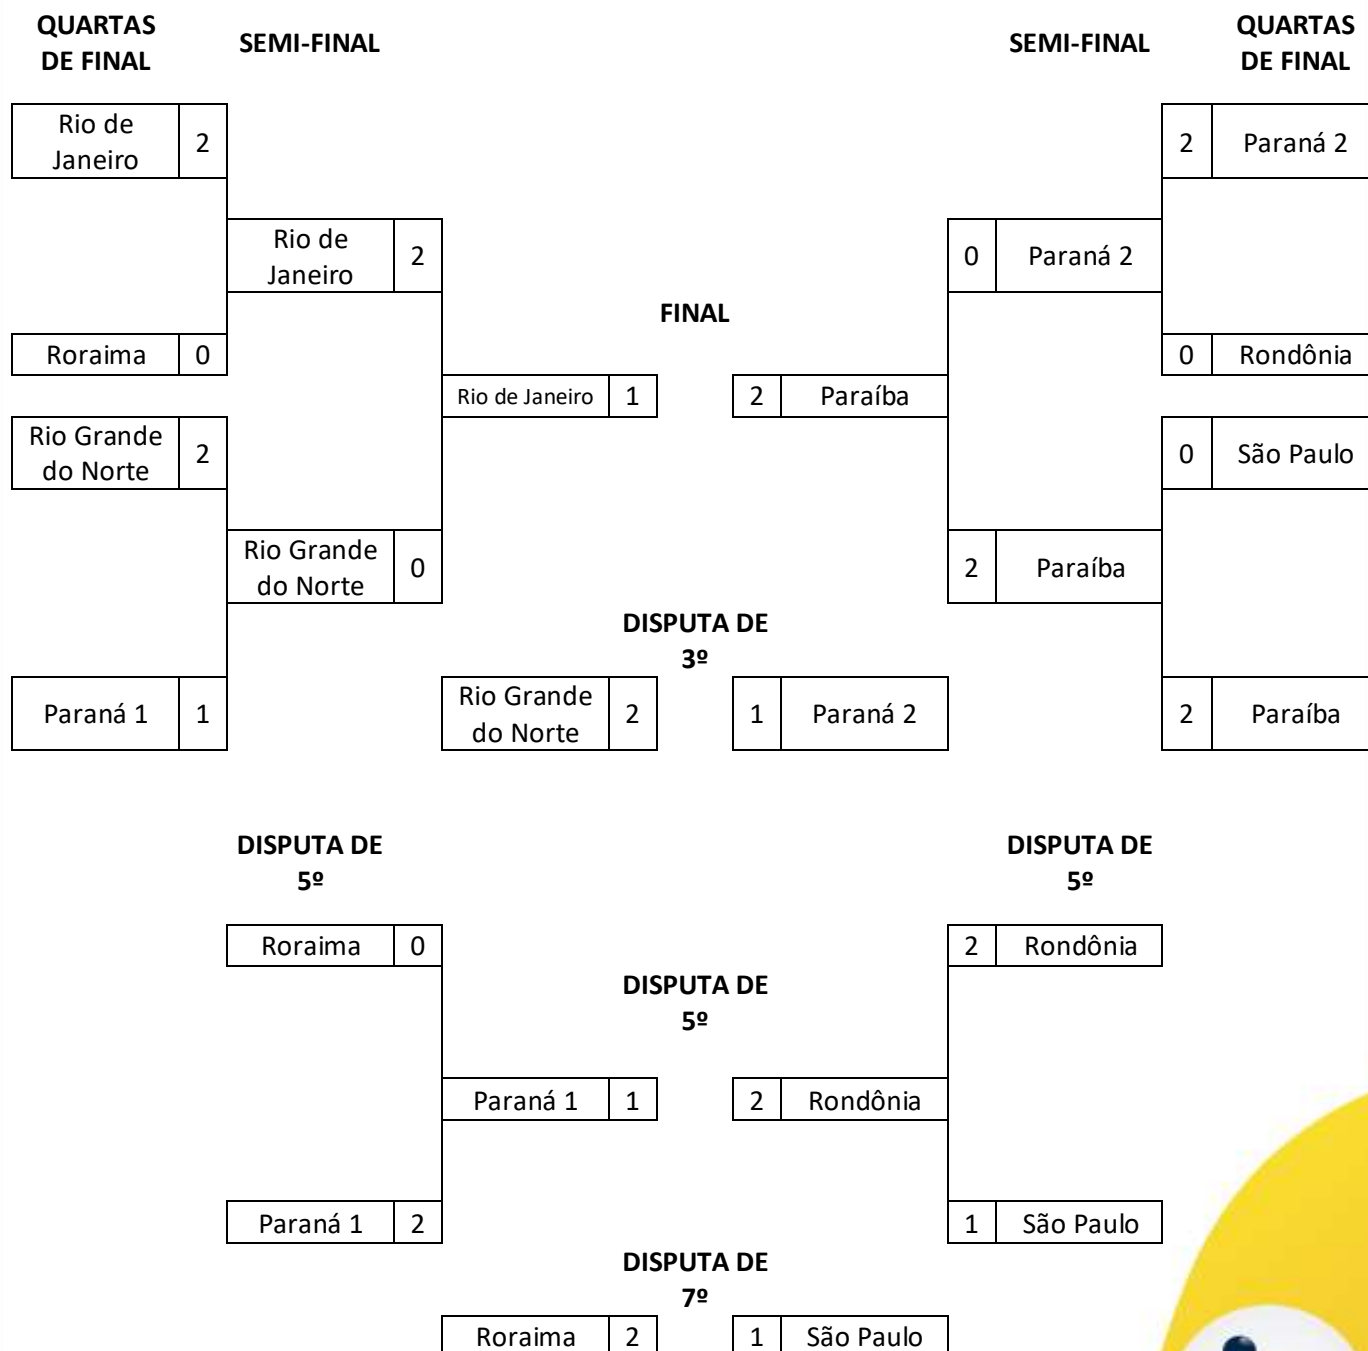 QUARTAS
DE FINAL
SEMI-FINAL
SEMI-FINAL
QUARTAS
DE FINAL
Rio de
Janeiro
2
2
Paraná 2
Rio de
Janeiro
2
0
Paraná 2
FINAL
Roraima
0
0
Rondônia
Rio de Janeiro
1
2
Paraíba
Rio Grande
do Norte
2
0
São Paulo
Rio Grande
do Norte
0
2
Paraíba
DISPUTA DE
3º
Paraná 1
1
Rio Grande
do Norte
2
1
Paraná 2
2
Paraíba
DISPUTA DE
5º
DISPUTA DE
5º
Roraima
0
2
Rondônia
DISPUTA DE
5º
Paraná 1
1
2
Rondônia
Paraná 1
2
1
São Paulo
DISPUTA DE
7º
Roraima
2
1
São Paulo